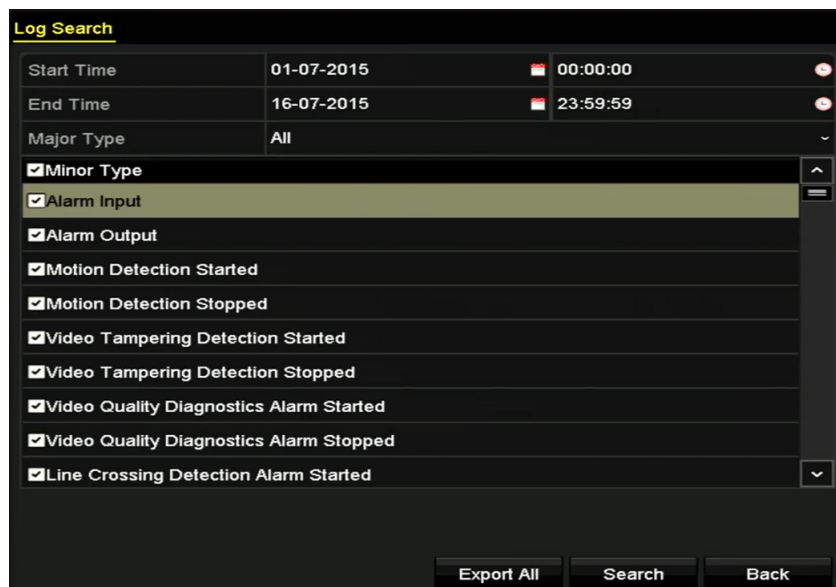 Log Search
Start Time 01-07-2015 00:00:00
End Time 16-07-2015 23:59:59
Major Type All
Minor Type
Alarm Input
Alarm Output
Motion Detection Started
Motion Detection Stopped
Video Tampering Detection Started
Video Tampering Detection Stopped
Video Quality Diagnostics Alarm Started
Video Quality Diagnostics Alarm Stopped
Line Crossing Detection Alarm Started
Export All Search Back